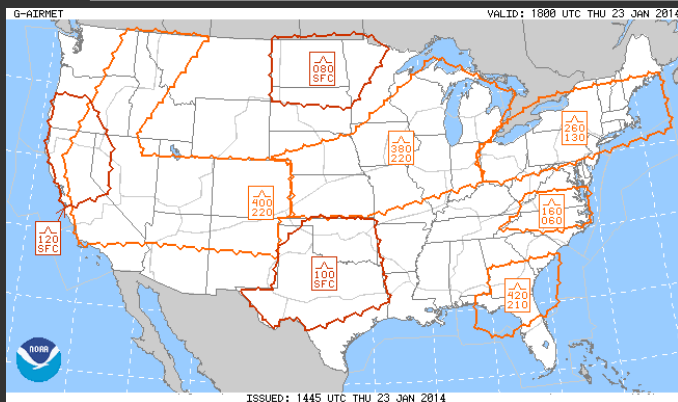 G-AIRMET
VALID: 1800 UTC THU 23 JAN 2014
080
SFC
260
130
380
220
400
220
160
060
120
SFC
100
SFC
420
210
NOAA
ISSUED: 1445 UTC THU 23 JAN 2014